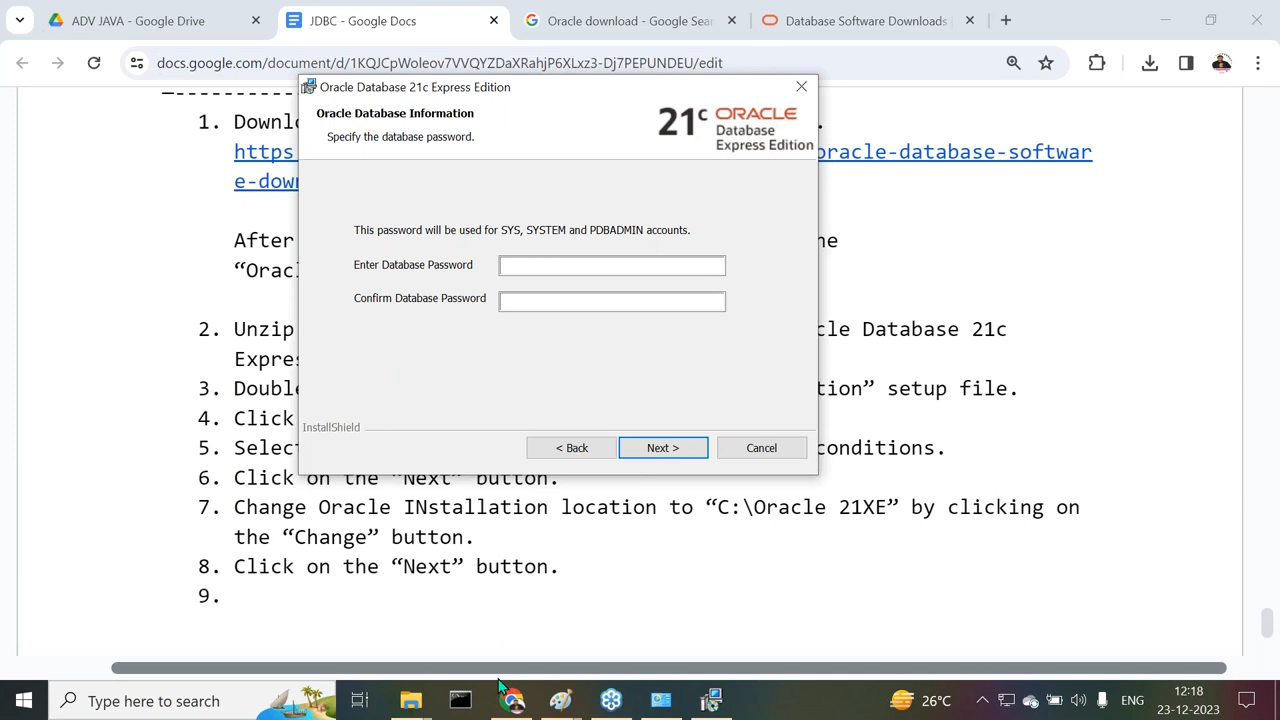 ADV JAVA - Google Drive
JDBC - Google Docs
Oracle download - Google Sear
Database Software Downloads
docs.google.com/document/d/1KQJCpWoleov7VVQYZDaXRahjP6XLxz3-Dj7PEPUNDEU/edit
Oracle Database 21c Express Edition
Oracle Database Information
Specify the database password.
21c ORACLE
Database
Express Edition
This password will be used for SYS, SYSTEM and PDBADMIN accounts.
Enter Database Password
Confirm Database Password
InstallShield
< Back
Next >
Cancel
1. Downl .
https oracle-database-softwar
e-down
After ne
“Orac
2. Unzip cle Database 21c
Expres
3. Double tion” setup file.
4. Click
5. Select conditions.
6. Click on the “Next” button.
7. Change Oracle INstallation location to “C:\Oracle 21XE” by clicking on
the “Change” button.
8. Click on the “Next” button.
9.
Type here to search
26°C
ENG
12:18
23-12-2023